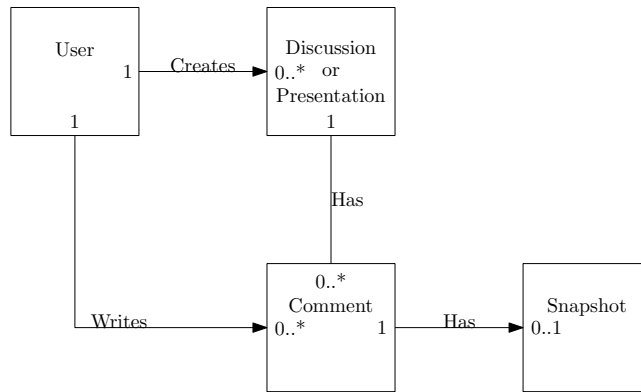 User
1
1
Creates
Discussion
0..* or
Presentation
1
Has
Writes
0..*
Comment
0..*
1
Has
Snapshot
0..1